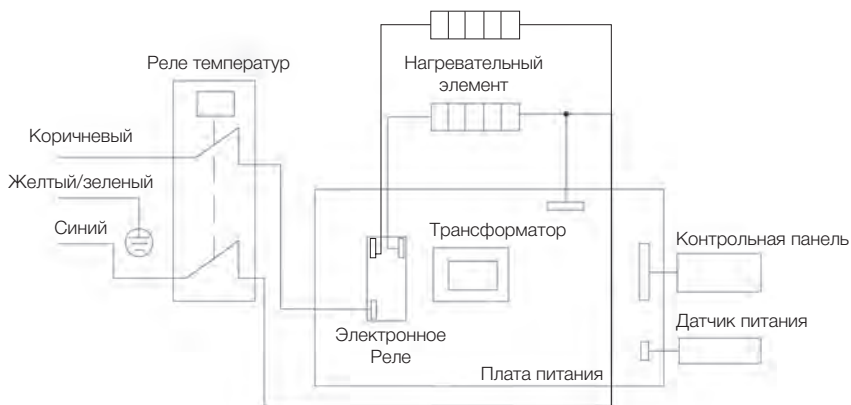 Реле температур
Нагревательный
элемент
Коричневый
Желтый/зеленый
Синий
Трансформатор
Контрольная панель
Датчик питания
Электронное
Реле
Плата питания